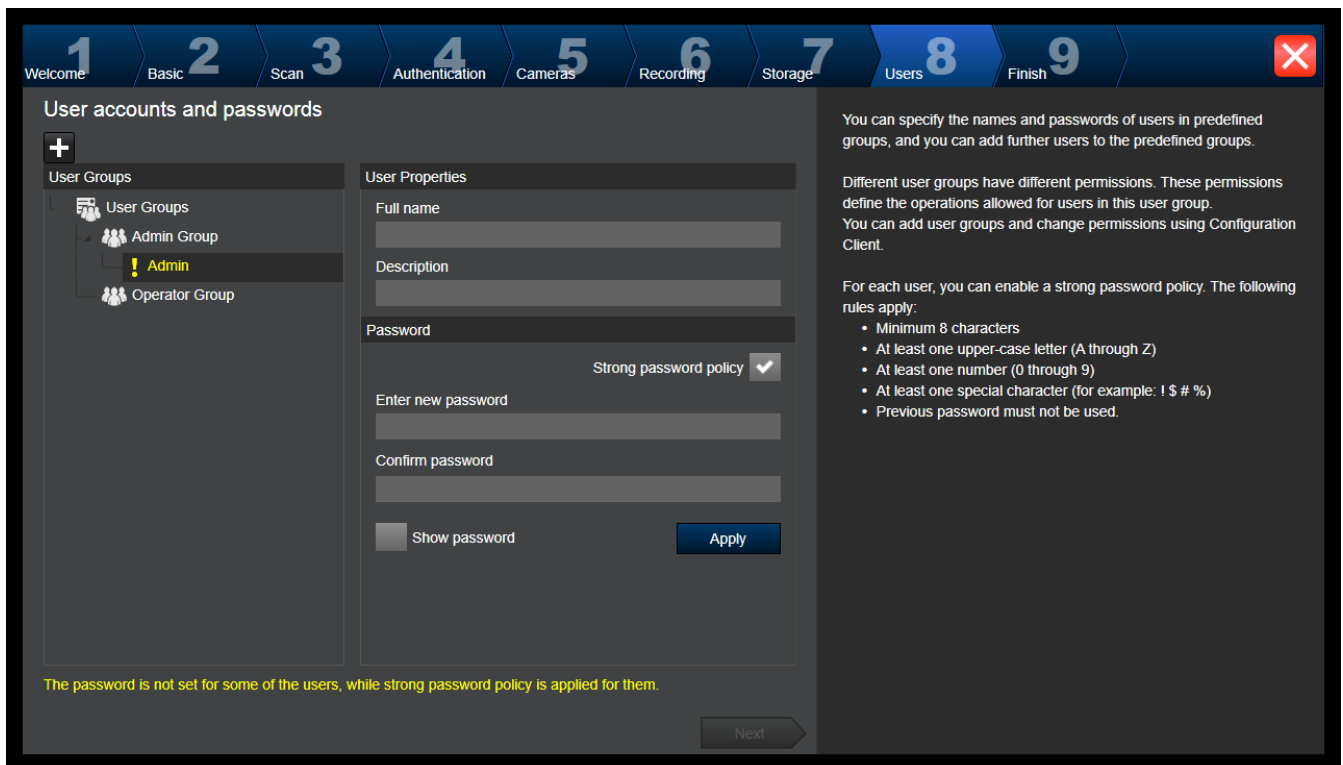 1 Welcome
2 Basic
3 Scan
4 Authentication
5 Cameras
6 Recording
7 Storage
8 Users
9 Finish
User accounts and passwords
User Groups
User Groups
Admin Group
Admin
Operator Group
User Properties
Full name
Description
Password
Strong password policy
Enter new password
Confirm password
Show password
Apply
The password is not set for some of the users, while strong password policy is applied for them.
Next
You can specify the names and passwords of users in predefined
groups, and you can add further users to the predefined groups.
Different user groups have different permissions. These permissions
define the operations allowed for users in this user group.
You can add user groups and change permissions using Configuration
Client.
For each user, you can enable a strong password policy. The following
rules apply:
• Minimum 8 characters
• At least one upper-case letter (A through Z)
• At least one number (0 through 9)
• At least one special character (for example: ! $ # %)
• Previous password must not be used.